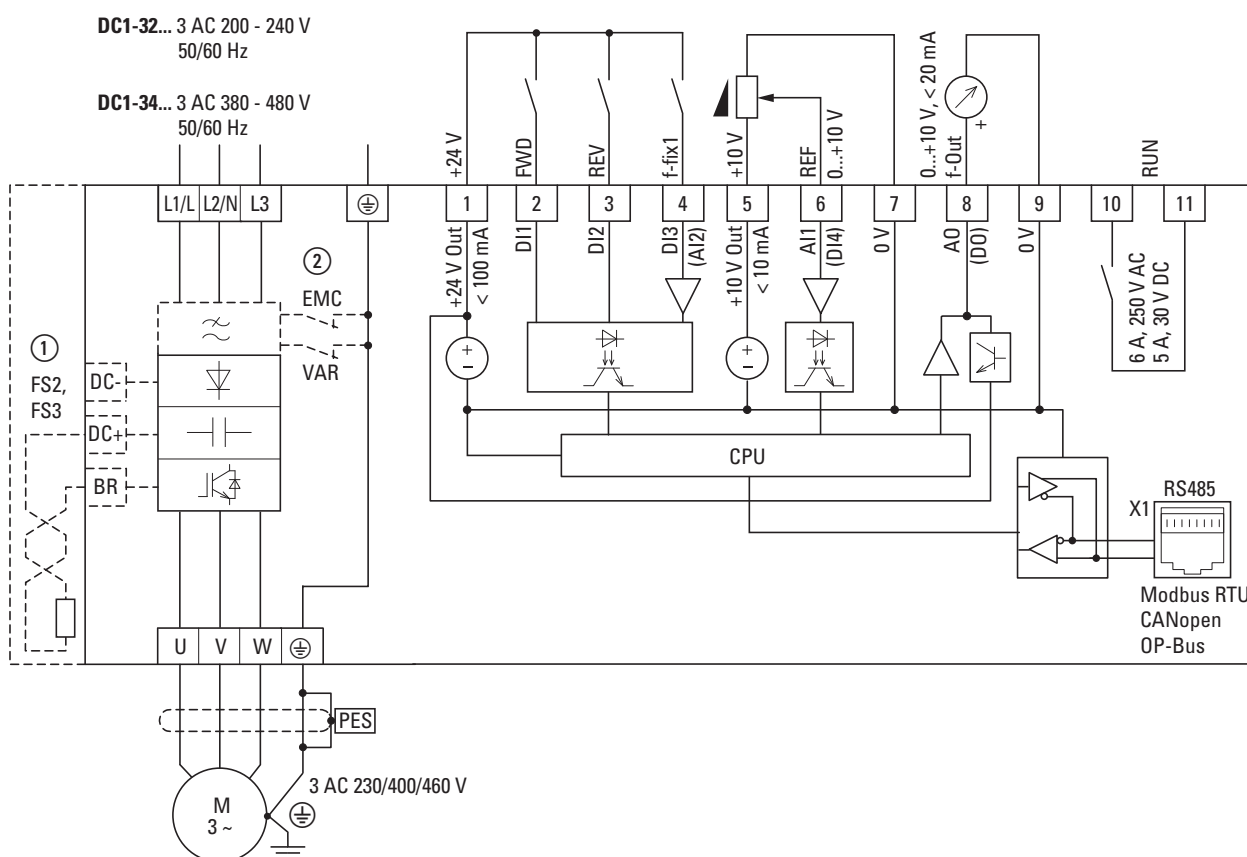 DC1-32... 3 AC 200 - 240 V
50/60 Hz
DC1-34... 3 AC 380 - 480 V
50/60 Hz
+24 V
FWD
REV
f-fix1
+10 V
REF
0...+10 V
0...+10 V, < 20 mA
f-Out
RUN
L1/L
L2/N
L3
1
2
3
4
5
6
7
8
9
10
11
+24 V Out
< 100 mA
DI1
DI2
DI3
(AI2)
+10 V Out
< 10 mA
AI1
(DI4)
0 V
AO
(DO)
0 V
6 A, 250 V AC
5 A, 30 V DC
2
EMC
VAR
1
FS2,
FS3
DC-
DC+
BR
+
-
+
-
+
CPU
X1
RS485
Modbus RTU
CANopen
OP-Bus
U
V
W
PES
3 AC 230/400/460 V
M
3 ~